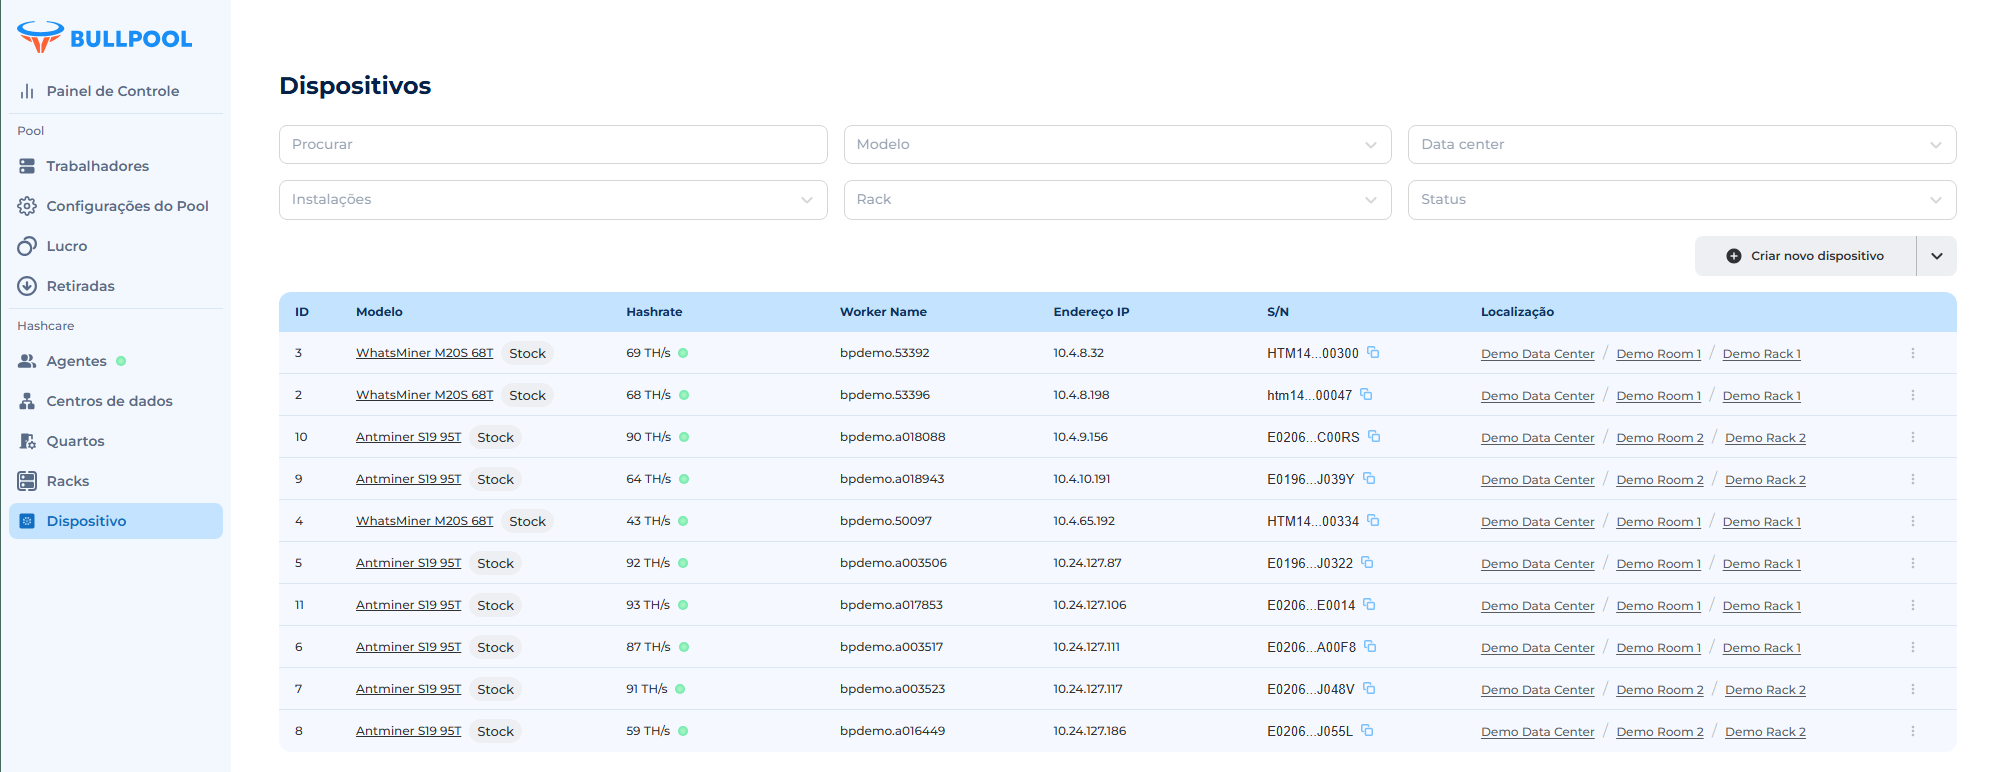 BULLPOOL
Painel de Controle
Pool
Trabalhadores
Configurações do Pool
Lucro
Retiradas
Hashcare
Agentes
Centros de dados
Quartos
Racks
Dispositivo
Dispositivos
Procurar Modelo Data center
Instalações Rack Status
Criar novo dispositivo
ID Modelo Hashrate Worker Name Endereço IP S/N Localização
3 WhatsMiner M20S 68T Stock 69 TH/s bpdemo.53392 10.4.8.32 HTM14...00300 Demo Data Center / Demo Room 1 / Demo Rack 1
2 WhatsMiner M20S 68T Stock 68 TH/s bpdemo.53396 10.4.8.198 htm14...00047 Demo Data Center / Demo Room 1 / Demo Rack 1
10 Antminer S19 95T Stock 90 TH/s bpdemo.a018088 10.4.9.156 E0206...C00RS Demo Data Center / Demo Room 2 / Demo Rack 2
9 Antminer S19 95T Stock 64 TH/s bpdemo.a018943 10.4.10.191 E0196...J039Y Demo Data Center / Demo Room 2 / Demo Rack 2
4 WhatsMiner M20S 68T Stock 43 TH/s bpdemo.50097 10.4.65.192 HTM14...00334 Demo Data Center / Demo Room 1 / Demo Rack 1
5 Antminer S19 95T Stock 92 TH/s bpdemo.a003506 10.24.127.87 E0196...J0322 Demo Data Center / Demo Room 1 / Demo Rack 1
11 Antminer S19 95T Stock 93 TH/s bpdemo.a017853 10.24.127.106 E0206...E0014 Demo Data Center / Demo Room 1 / Demo Rack 1
6 Antminer S19 95T Stock 87 TH/s bpdemo.a003517 10.24.127.111 E0206...A00F8 Demo Data Center / Demo Room 1 / Demo Rack 1
7 Antminer S19 95T Stock 91 TH/s bpdemo.a003523 10.24.127.117 E0206...J048V Demo Data Center / Demo Room 2 / Demo Rack 2
8 Antminer S19 95T Stock 59 TH/s bpdemo.a016449 10.24.127.186 E0206...J055L Demo Data Center / Demo Room 2 / Demo Rack 2